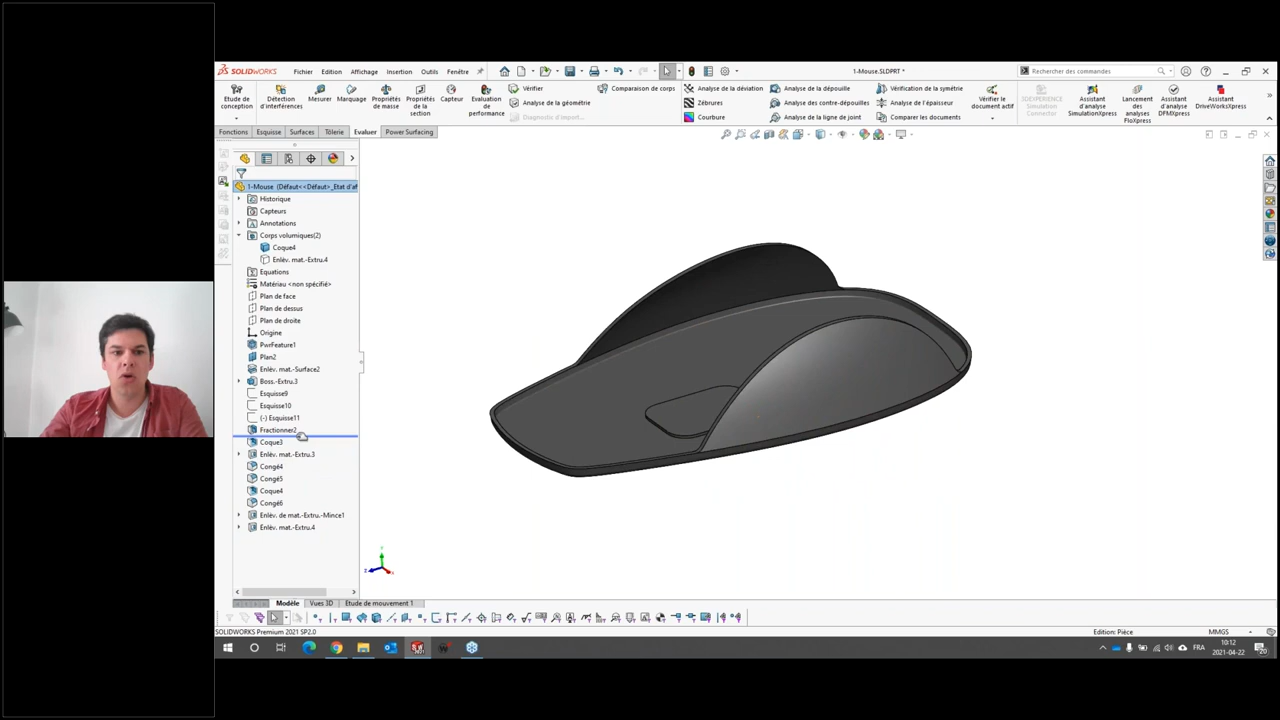 SOLIDWORKS Fichier Edition Affichage Insertion Outils Fenêtre 1-Mouse.SLDPRT * Rechercher des commandes
Etude de conception
Détection d'interférences
Mesurer
Marquage
Propriétés de masse
Propriétés de la section
Capteur
Evaluation de performance
Vérifier
Analyse de la géométrie
Diagnostic d'import...
Comparaison de corps
Analyse de la déviation
Zébrures
Courbure
Analyse de la dépouille
Analyse des contre-dépouilles
Analyse de la ligne de joint
Vérification de la symétrie
Analyse de l'épaisseur
Comparer les documents
Vérifier le document actif
3DEXPERIENCE Simulation Connector
Assistant d'analyse SimulationXpress
Lancement des analyses FloXpress
Assistant d'analyse DFMXpress
Assistant DriveWorksXpress
Fonctions Esquisse Surfaces Tôlerie Evaluer Power Surfacing
1-Mouse (Défaut<<Défaut>_Etat d'af
Historique
Capteurs
Annotations
Corps volumiques(2)
Coque4
Enlèv. mat.-Extru.4
Equations
Matériau <non spécifié>
Plan de face
Plan de dessus
Plan de droite
Origine
PwrFeature1
Plan2
Enlèv. mat.-Surface2
Boss.-Extru.3
Esquisse9
Esquisse10
(-) Esquisse11
Fractionner2
Coque3
Enlèv. mat.-Extru.3
Congé4
Congé5
Coque4
Congé6
Enlèv. de mat.-Extru.-Mince1
Enlèv. mat.-Extru.4
Modèle Vues 3D Etude de mouvement 1
SOLIDWORKS Premium 2021 SP2.0 Edition: Pièce MMGS
FRA
10:12
2021-04-22